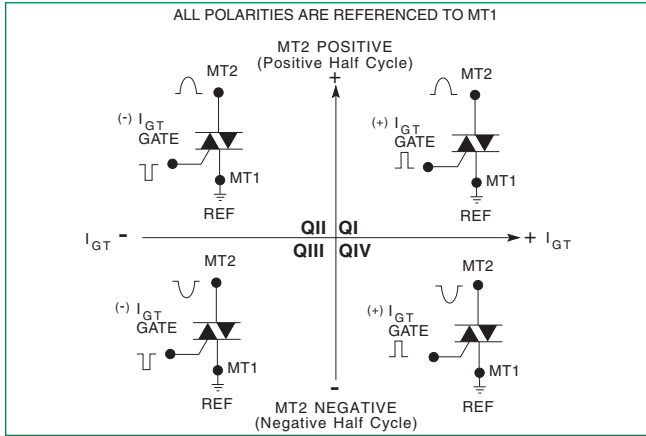 ALL POLARITIES ARE REFERENCED TO MT1
MT2 POSITIVE
(Positive Half Cycle)
+
MT2
(-) IGT
GATE
MT1
REF
MT2
(+) IGT
GATE
MT1
REF
QII QI
IGT -
+ IGT
QIII QIV
MT2
(-) IGT
GATE
MT1
REF
MT2
(+) IGT
GATE
MT1
REF
-
MT2 NEGATIVE
(Negative Half Cycle)